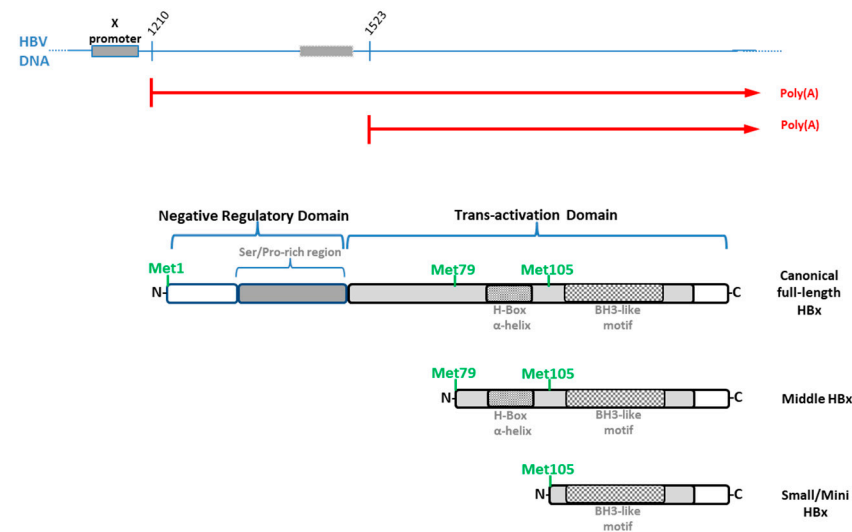 X
promoter
1210
1523
HBV
DNA
Poly(A)
Poly(A)
Negative Regulatory Domain
Trans-activation Domain
Ser/Pro-rich region
Met1
Met79
Met105
N
C
Canonical
full-length
HBx
H-Box
α-helix
BH3-like
motif
Met79
Met105
N
C
Middle HBx
H-Box
α-helix
BH3-like
motif
Met105
N
C
Small/Mini
HBx
BH3-like
motif